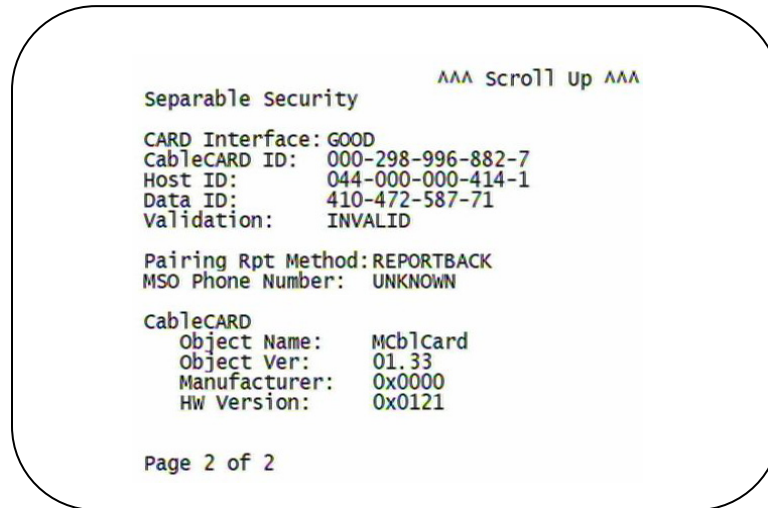 ^^^ Scroll Up ^^^
Separable Security
CARD Interface: GOOD
CableCARD ID: 000-298-996-882-7
Host ID: 044-000-000-414-1
Data ID: 410-472-587-71
Validation: INVALID
Pairing Rpt Method: REPORTBACK
MSO Phone Number: UNKNOWN
CableCARD
Object Name: MCblCard
Object Ver: 01.33
Manufacturer: 0x0000
HW Version: 0x0121
Page 2 of 2